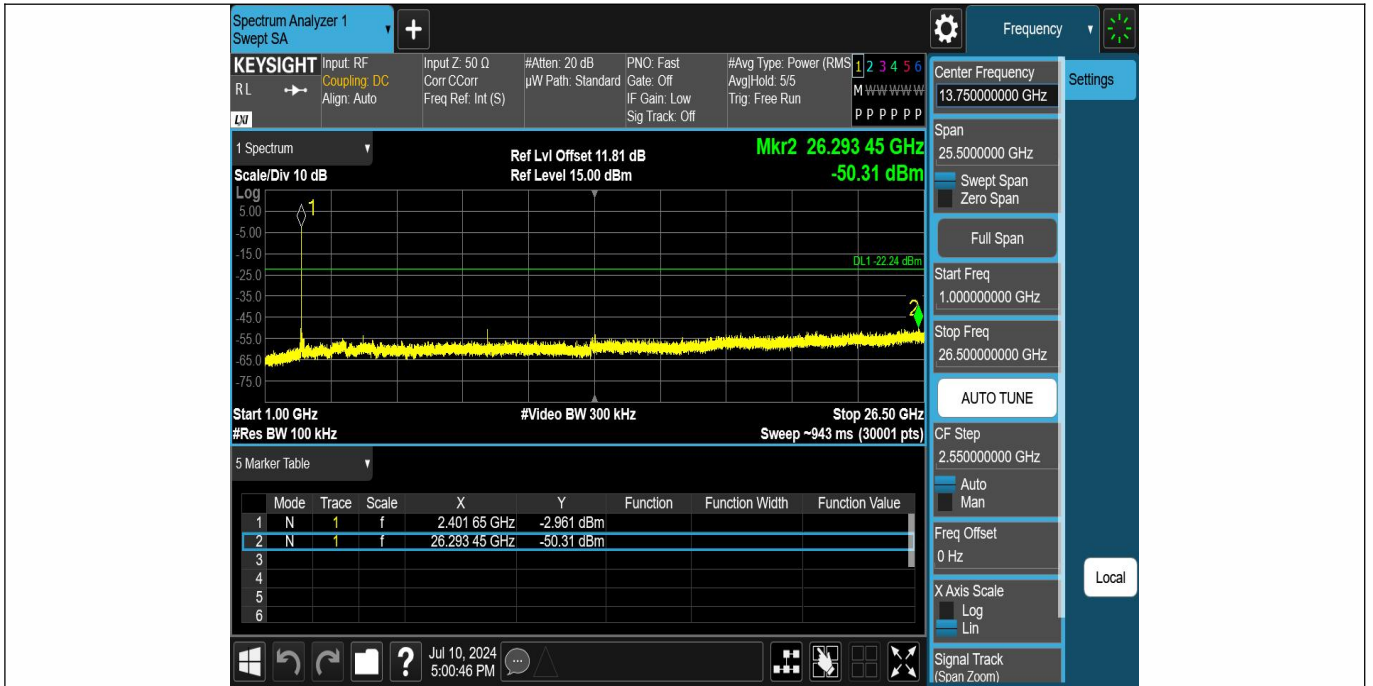 Spectrum Analyzer 1
Swept SA
+
Frequency
KEYSIGHT
RL
LXI
Input: RF
Coupling: DC
Align: Auto
Input Z: 50 Ω
Corr CCorr
Freq Ref: Int (S)
#Atten: 20 dB
µW Path: Standard
PNO: Fast
Gate: Off
IF Gain: Low
Sig Track: Off
#Avg Type: Power (RMS
Avg|Hold: 5/5
Trig: Free Run
1 2 3 4 5 6
M W W W W W
P P P P P P
1 Spectrum
Scale/Div 10 dB
Ref Lvl Offset 11.81 dB
Ref Level 15.00 dBm
Mkr2 26.293 45 GHz
-50.31 dBm
Log
5.00
-5.00
-15.0
-25.0
-35.0
-45.0
-55.0
-65.0
-75.0
1
DL1 -22.24 dBm
2
Start 1.00 GHz
#Video BW 300 kHz
Stop 26.50 GHz
#Res BW 100 kHz
Sweep ~943 ms (30001 pts)
5 Marker Table
Mode Trace Scale X Y Function Function Width Function Value
1 N 1 f 2.401 65 GHz -2.961 dBm
2 N 1 f 26.293 45 GHz -50.31 dBm
3
4
5
6
?
Jul 10, 2024
5:00:46 PM
Center Frequency
13.750000000 GHz
Span
25.5000000 GHz
Swept Span
Zero Span
Full Span
Start Freq
1.000000000 GHz
Stop Freq
26.500000000 GHz
AUTO TUNE
CF Step
2.550000000 GHz
Auto
Man
Freq Offset
0 Hz
X Axis Scale
Log
Lin
Signal Track
(Span Zoom)
Settings
Local